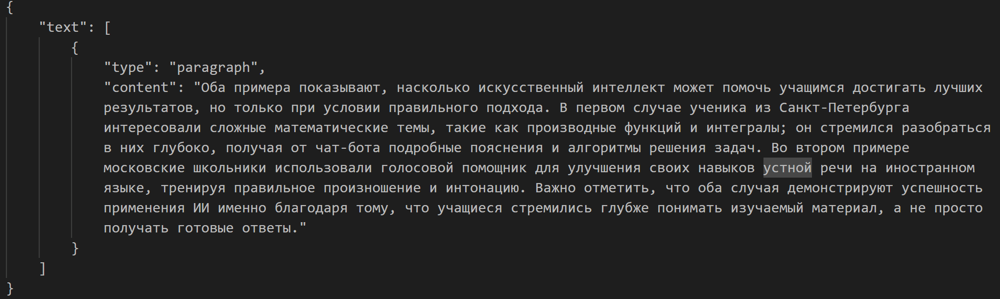 {
"text": [
{
"type": "paragraph",
"content": "Оба примера показывают, насколько искусственный интеллект может помочь учащимся достигать лучших
результатов, но только при условии правильного подхода. В первом случае ученика из Санкт-Петербурга
интересовали сложные математические темы, такие как производные функций и интегралы; он стремился разобраться
в них глубоко, получая от чат-бота подробные пояснения и алгоритмы решения задач. Во втором примере
московские школьники использовали голосовой помощник для улучшения своих навыков устной речи на иностранном
языке, тренируя правильное произношение и интонацию. Важно отметить, что оба случая демонстрируют успешность
применения ИИ именно благодаря тому, что учащиеся стремились глубже понимать изучаемый материал, а не просто
получать готовые ответы."
}
]
}